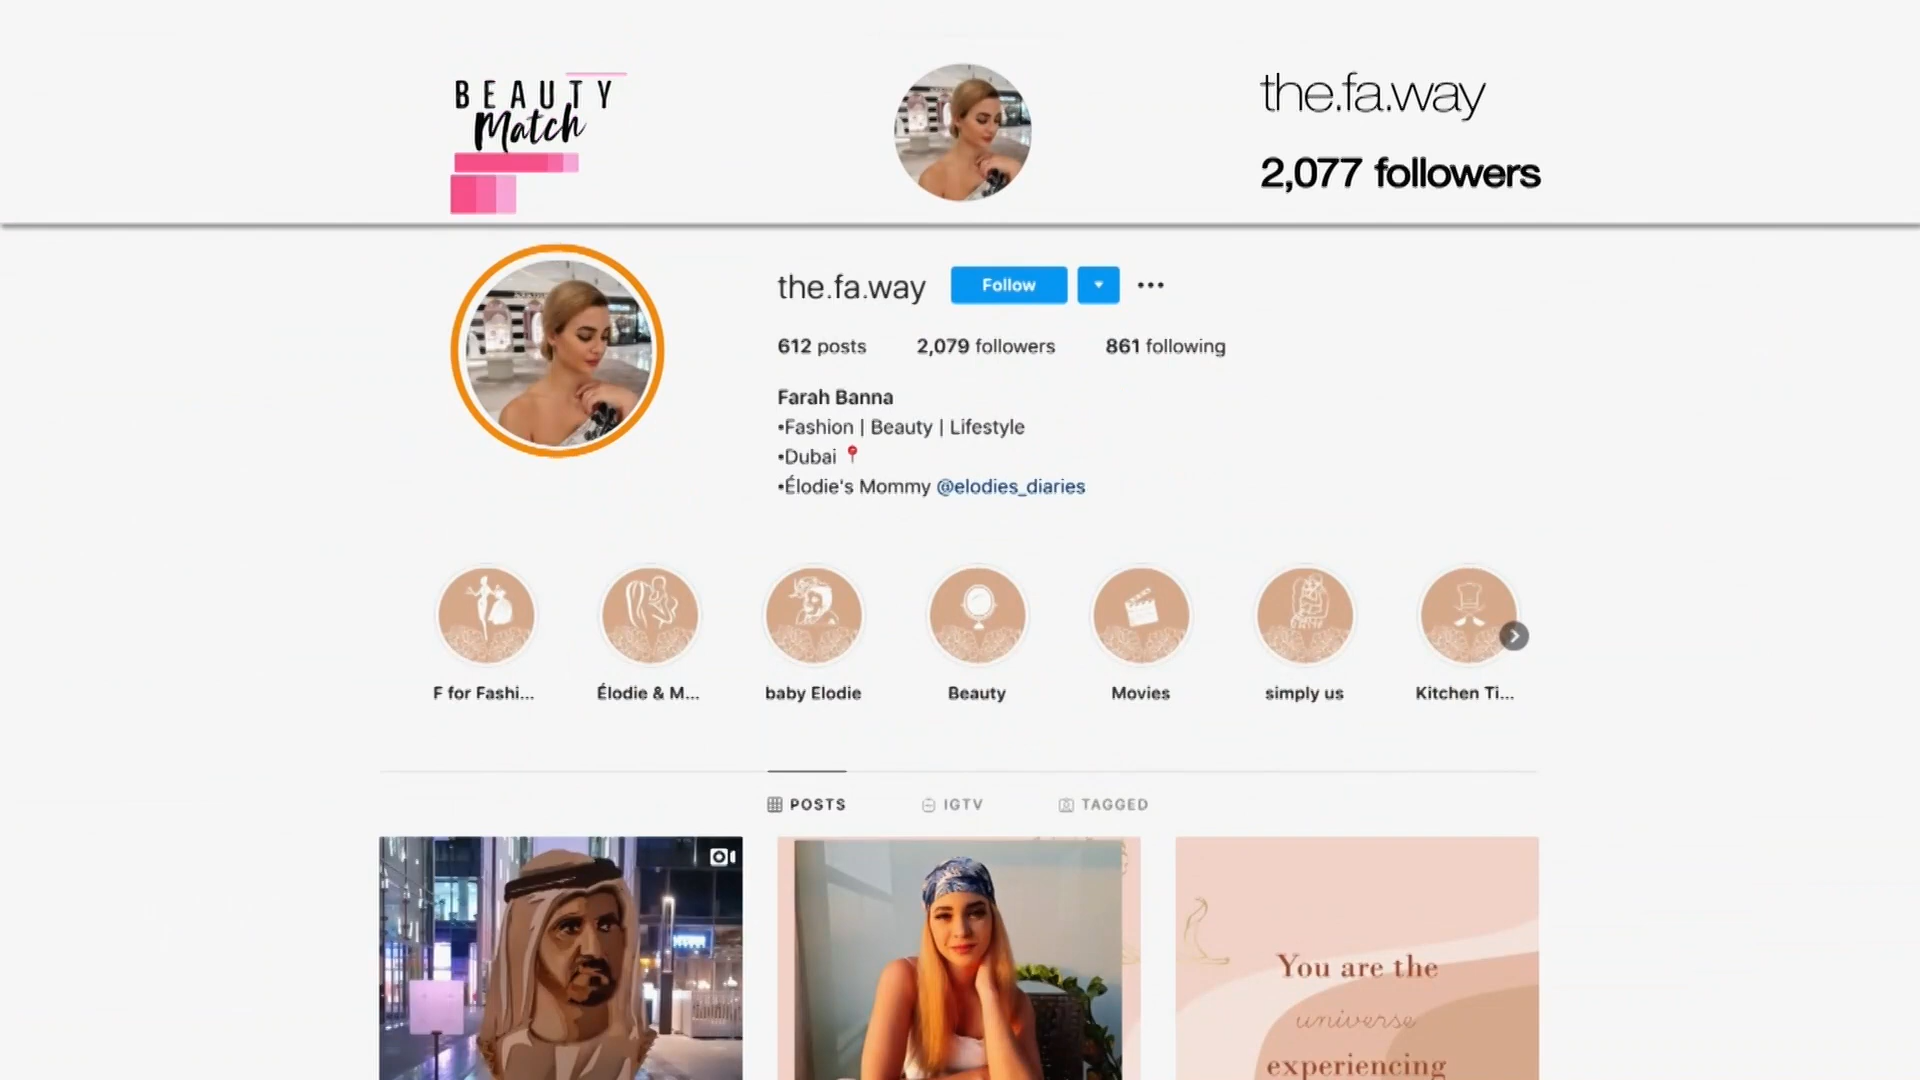 BEAUTY
Match
the.fa.way
2,077 followers
the.fa.way
Follow
612 posts 2,079 followers 861 following
Farah Banna
•Fashion | Beauty | Lifestyle
•Dubai 📍
•Élodie's Mommy @elodies_diaries
F for Fashi... Élodie & M... baby Elodie Beauty Movies simply us Kitchen Ti...
POSTS IGTV TAGGED
You are the
universe
experiencing